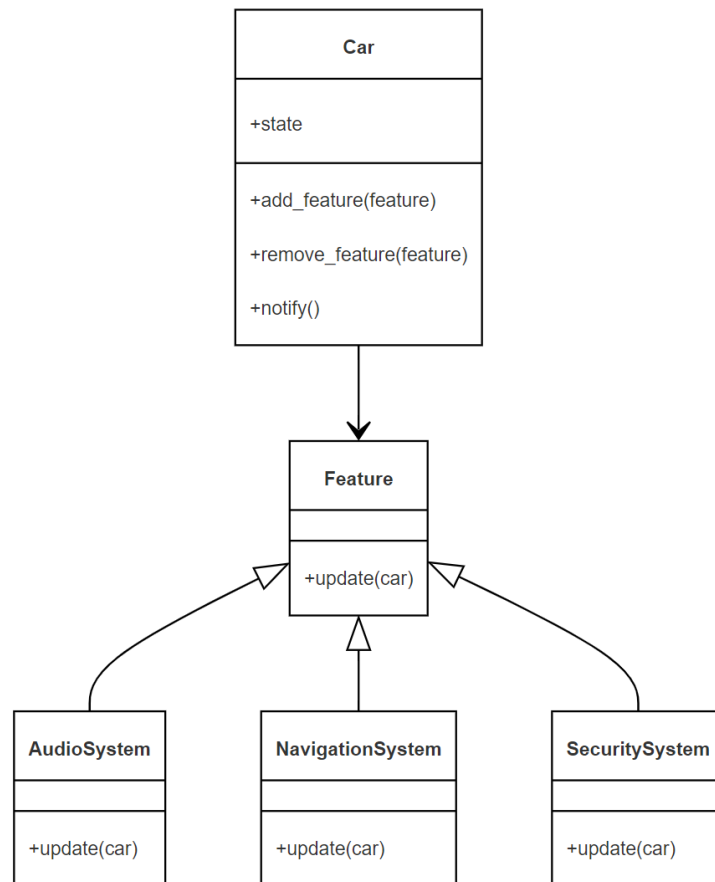 Car
+state
+add_feature(feature)
+remove_feature(feature)
+notify()
Feature
+update(car)
AudioSystem
+update(car)
NavigationSystem
+update(car)
SecuritySystem
+update(car)